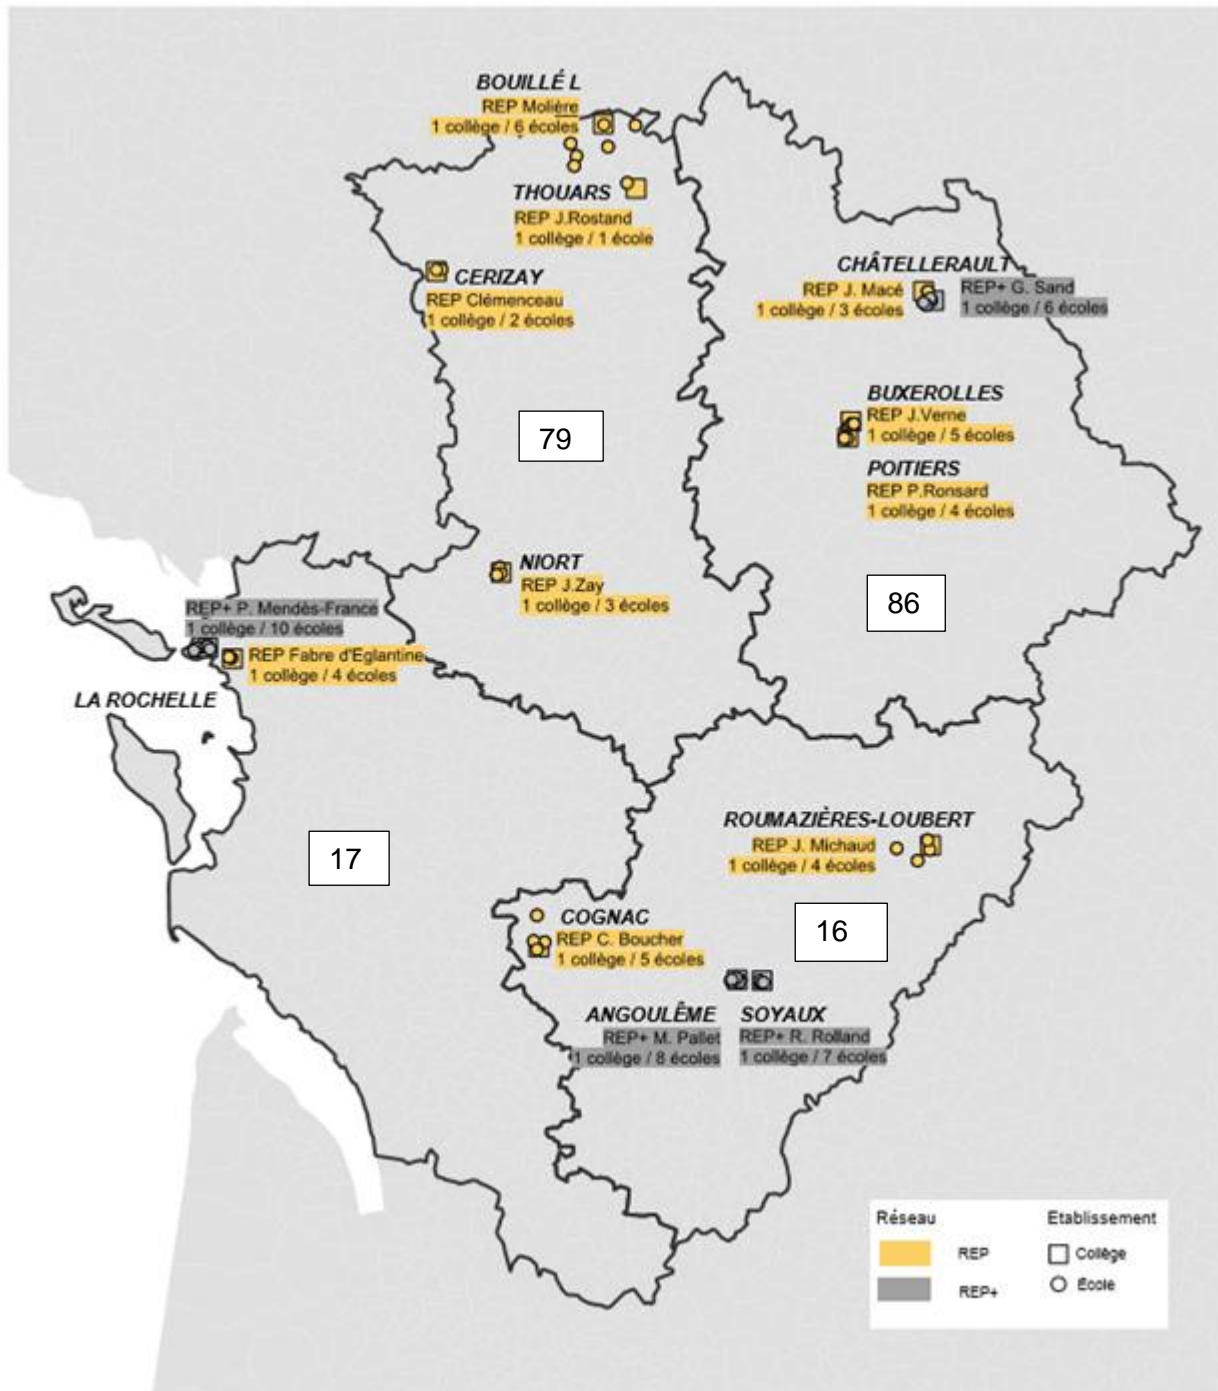 BOUILLÉ L
REP Molière
1 collège / 6 écoles
THOUARS
REP J.Rostand
1 collège / 1 école
CERIZAY
REP Clémenceau
1 collège / 2 écoles
CHÂTELLERAULT
REP J. Macé
1 collège / 3 écoles
REP+ G. Sand
1 collège / 6 écoles
BUXEROLLES
REP J.Verne
1 collège / 5 écoles
79
POITIERS
REP P.Ronsard
1 collège / 4 écoles
NIORT
REP J.Zay
1 collège / 3 écoles
86
REP+ P. Mendès-France
1 collège / 10 écoles
REP Fabre d'Eglantine
1 collège / 4 écoles
LA ROCHELLE
ROUMAZIÈRES-LOUBERT
REP J. Michaud
1 collège / 4 écoles
17
COGNAC
REP C. Boucher
1 collège / 5 écoles
16
ANGOULÊME
REP+ M. Pallet
1 collège / 8 écoles
SOYAUX
REP+ R. Rolland
1 collège / 7 écoles
Réseau
REP
REP+
Etablissement
Collège
École